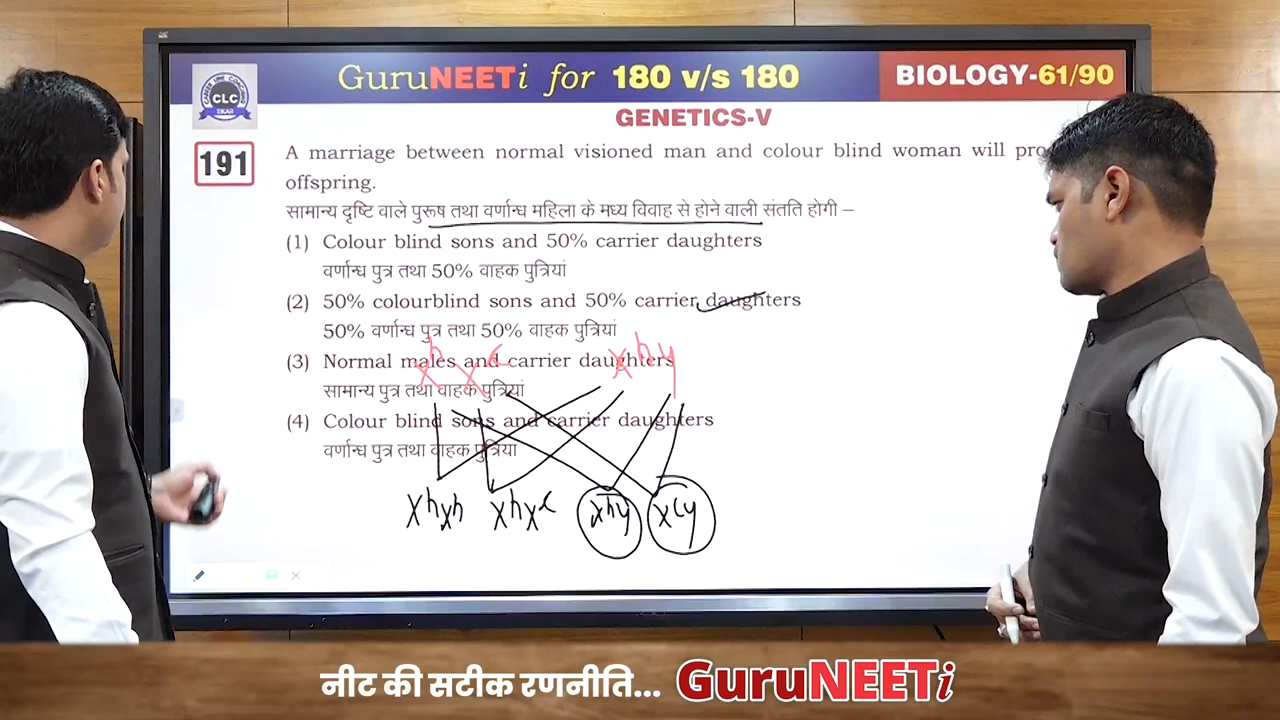 GuruNEETi for 180 v/s 180
BIOLOGY-61/90
CLC
SIKAR
GENETICS-V
191
A marriage between normal visioned man and colour blind woman will
offspring.
सामान्य दृष्टि वाले पुरूष तथा वर्णान्ध महिला के मध्य विवाह से होने वाली संतति होगी –
(1) Colour blind sons and 50% carrier daughters
वर्णान्ध पुत्र तथा 50% वाहक पुत्रियां
(2) 50% colourblind sons and 50% carrier daughters
50% वर्णान्ध पुत्र तथा 50% वाहक पुत्रियां
X^h X^c X^h y
(3) Normal males and carrier daughters
सामान्य पुत्र तथा वाहक पुत्रियां
(4) Colour blind sons and carrier daughters
वर्णान्ध पुत्र तथा वाहक पुत्रियां
X^h X^h X^h X^c X^h y X^c y
नीट की सटीक रणनीति... GuruNEETi